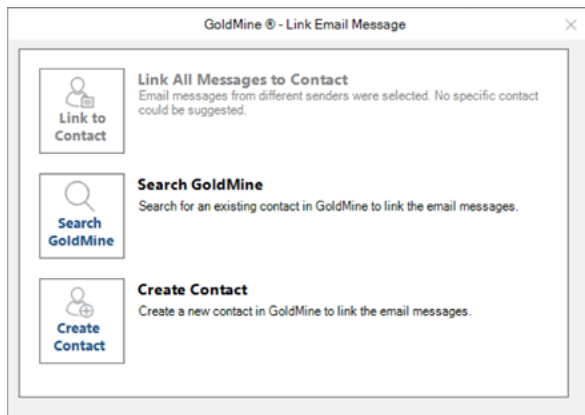 GoldMine ® - Link Email Message
Link to
Contact
Link All Messages to Contact
Email messages from different senders were selected. No specific contact
could be suggested.
Search
GoldMine
Search GoldMine
Search for an existing contact in GoldMine to link the email messages.
Create
Contact
Create Contact
Create a new contact in GoldMine to link the email messages.